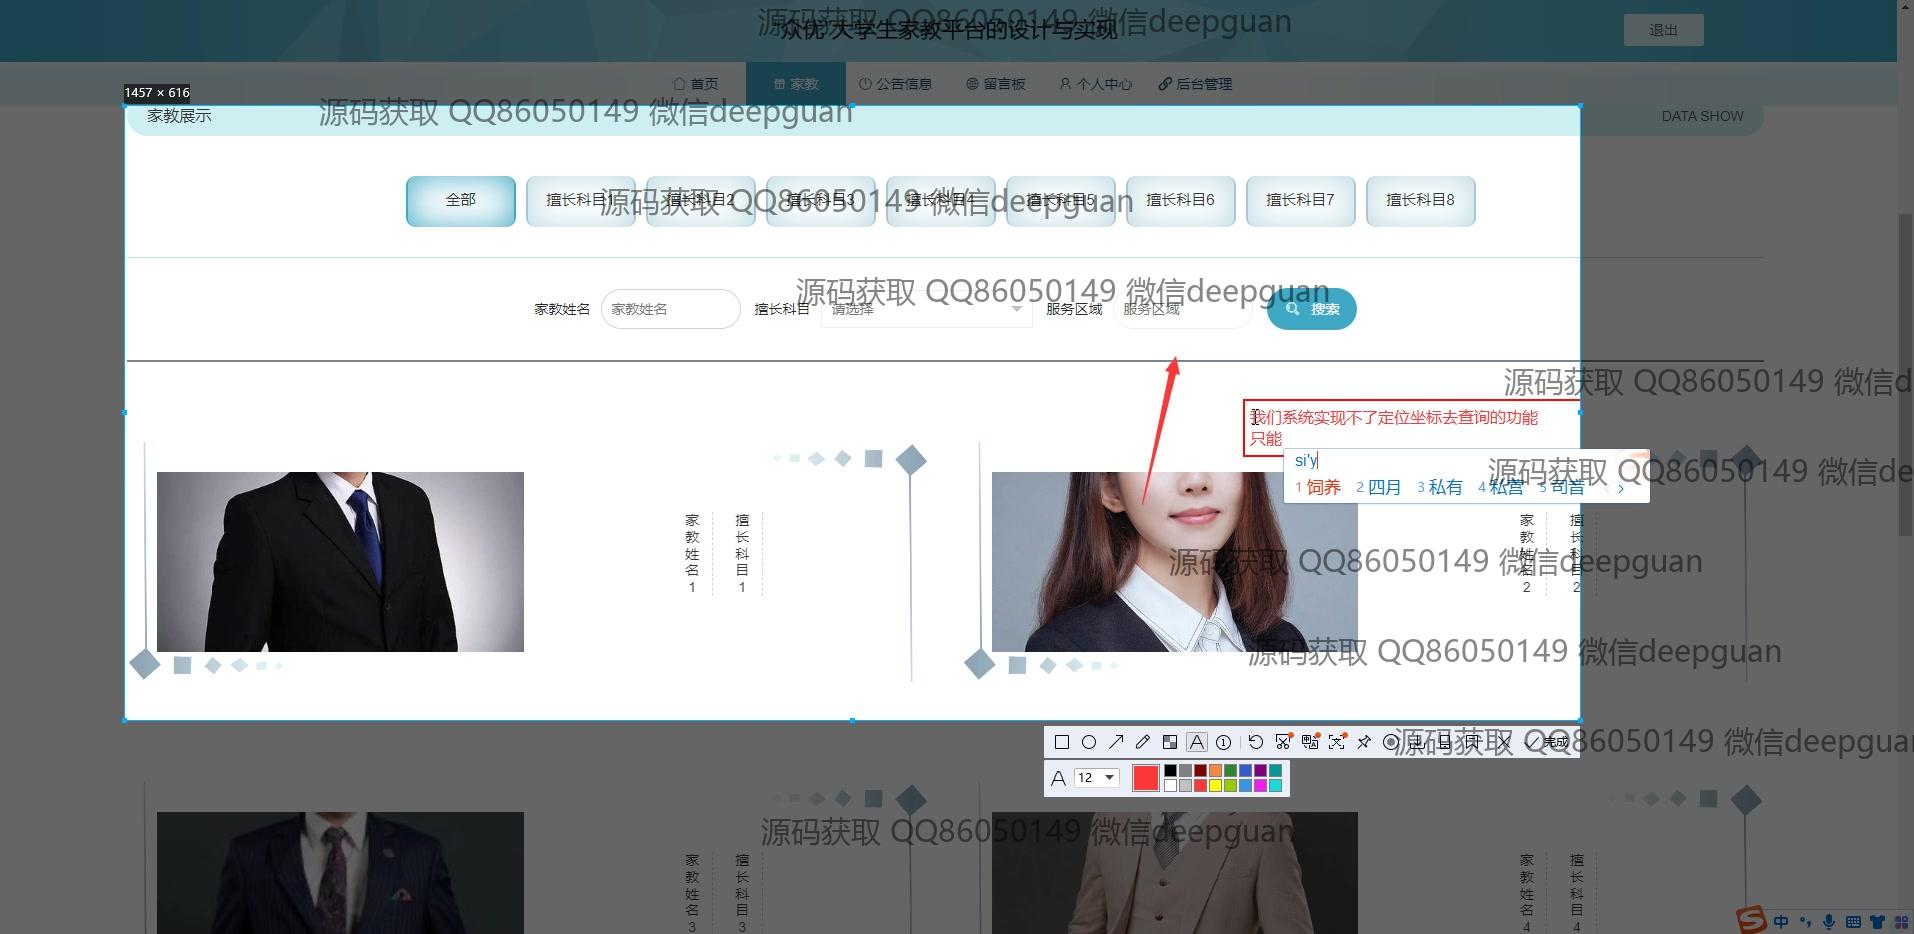 源码获取 QQ86050149 微信deepguan
“众优”大学生家教平台的设计与实现
退出
首页
家教
公告信息
留言板
个人中心
后台管理
1457 × 616
家教展示
源码获取 QQ86050149 微信deepguan
DATA SHOW
全部
擅长科目1
擅长科目2
擅长科目3
擅长科目4
擅长科目5
擅长科目6
擅长科目7
擅长科目8
源码获取 QQ86050149 微信deepguan
源码获取 QQ86050149 微信deepguan
家教姓名
家教姓名
擅长科目
请选择
服务区域
服务区域
搜索
源码获取 QQ86050149 微信d
我们系统实现不了定位坐标去查询的功能
只能
si'y
1 饲养 2 四月 3 私有 4 私营 5 司音
源码获取 QQ86050149 微信de
家教姓名1
擅长科目1
家教姓名2
擅长科目2
源码获取 QQ86050149 微信deepguan
源码获取 QQ86050149 微信deepguan
源码获取 QQ86050149 微信deepguan
完成
A 12
源码获取 QQ86050149 微信deepguan
家教姓名3
擅长科目3
家教姓名4
擅长科目4
中